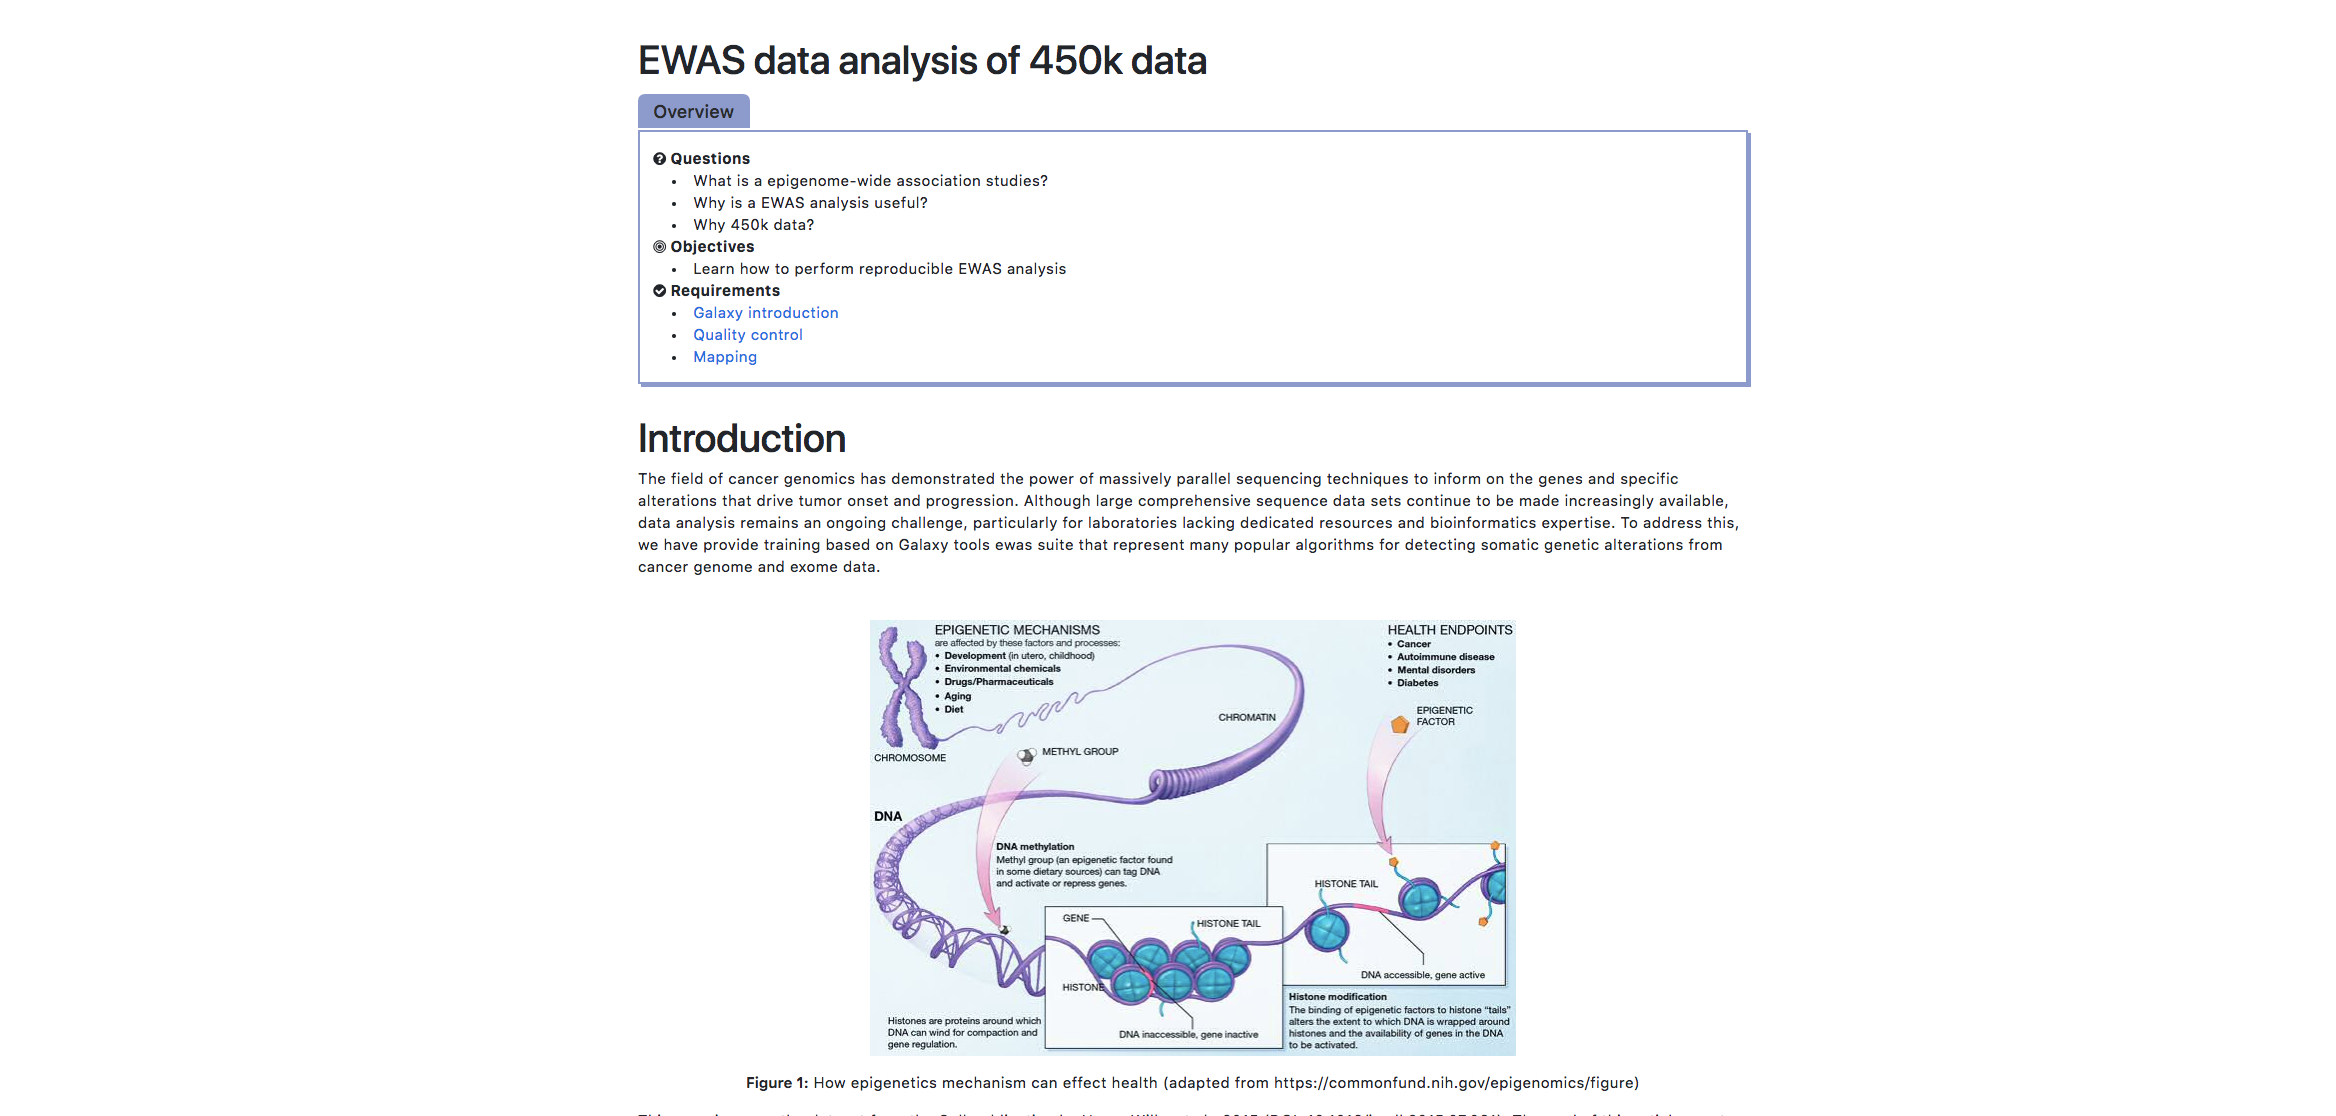 EWAS data analysis of 450k data
Overview
Questions
• What is a epigenome-wide association studies?
• Why is a EWAS analysis useful?
• Why 450k data?
Objectives
• Learn how to perform reproducible EWAS analysis
Requirements
• Galaxy introduction
• Quality control
• Mapping
Introduction
The field of cancer genomics has demonstrated the power of massively parallel sequencing techniques to inform on the genes and specific
alterations that drive tumor onset and progression. Although large comprehensive sequence data sets continue to be made increasingly available,
data analysis remains an ongoing challenge, particularly for laboratories lacking dedicated resources and bioinformatics expertise. To address this,
we have provide training based on Galaxy tools ewas suite that represent many popular algorithms for detecting somatic genetic alterations from
cancer genome and exome data.
EPIGENETIC MECHANISMS
are affected by these factors and processes:
• Development (in utero, childhood)
• Environmental chemicals
• Drugs/Pharmaceuticals
• Aging
• Diet
HEALTH ENDPOINTS
• Cancer
• Autoimmune disease
• Mental disorders
• Diabetes
EPIGENETIC
FACTOR
CHROMATIN
METHYL GROUP
CHROMOSOME
DNA
DNA methylation
Methyl group (an epigenetic factor found
in some dietary sources) can tag DNA
and activate or repress genes.
HISTONE TAIL
GENE
HISTONE TAIL
DNA accessible, gene active
HISTONE
DNA inaccessible, gene inactive
Histones are proteins around which
DNA can wind for compaction and
gene regulation.
Histone modification
The binding of epigenetic factors to histone “tails”
alters the extent to which DNA is wrapped around
histones and the availability of genes in the DNA
to be activated.
Figure 1: How epigenetics mechanism can effect health (adapted from https://commonfund.nih.gov/epigenomics/figure)